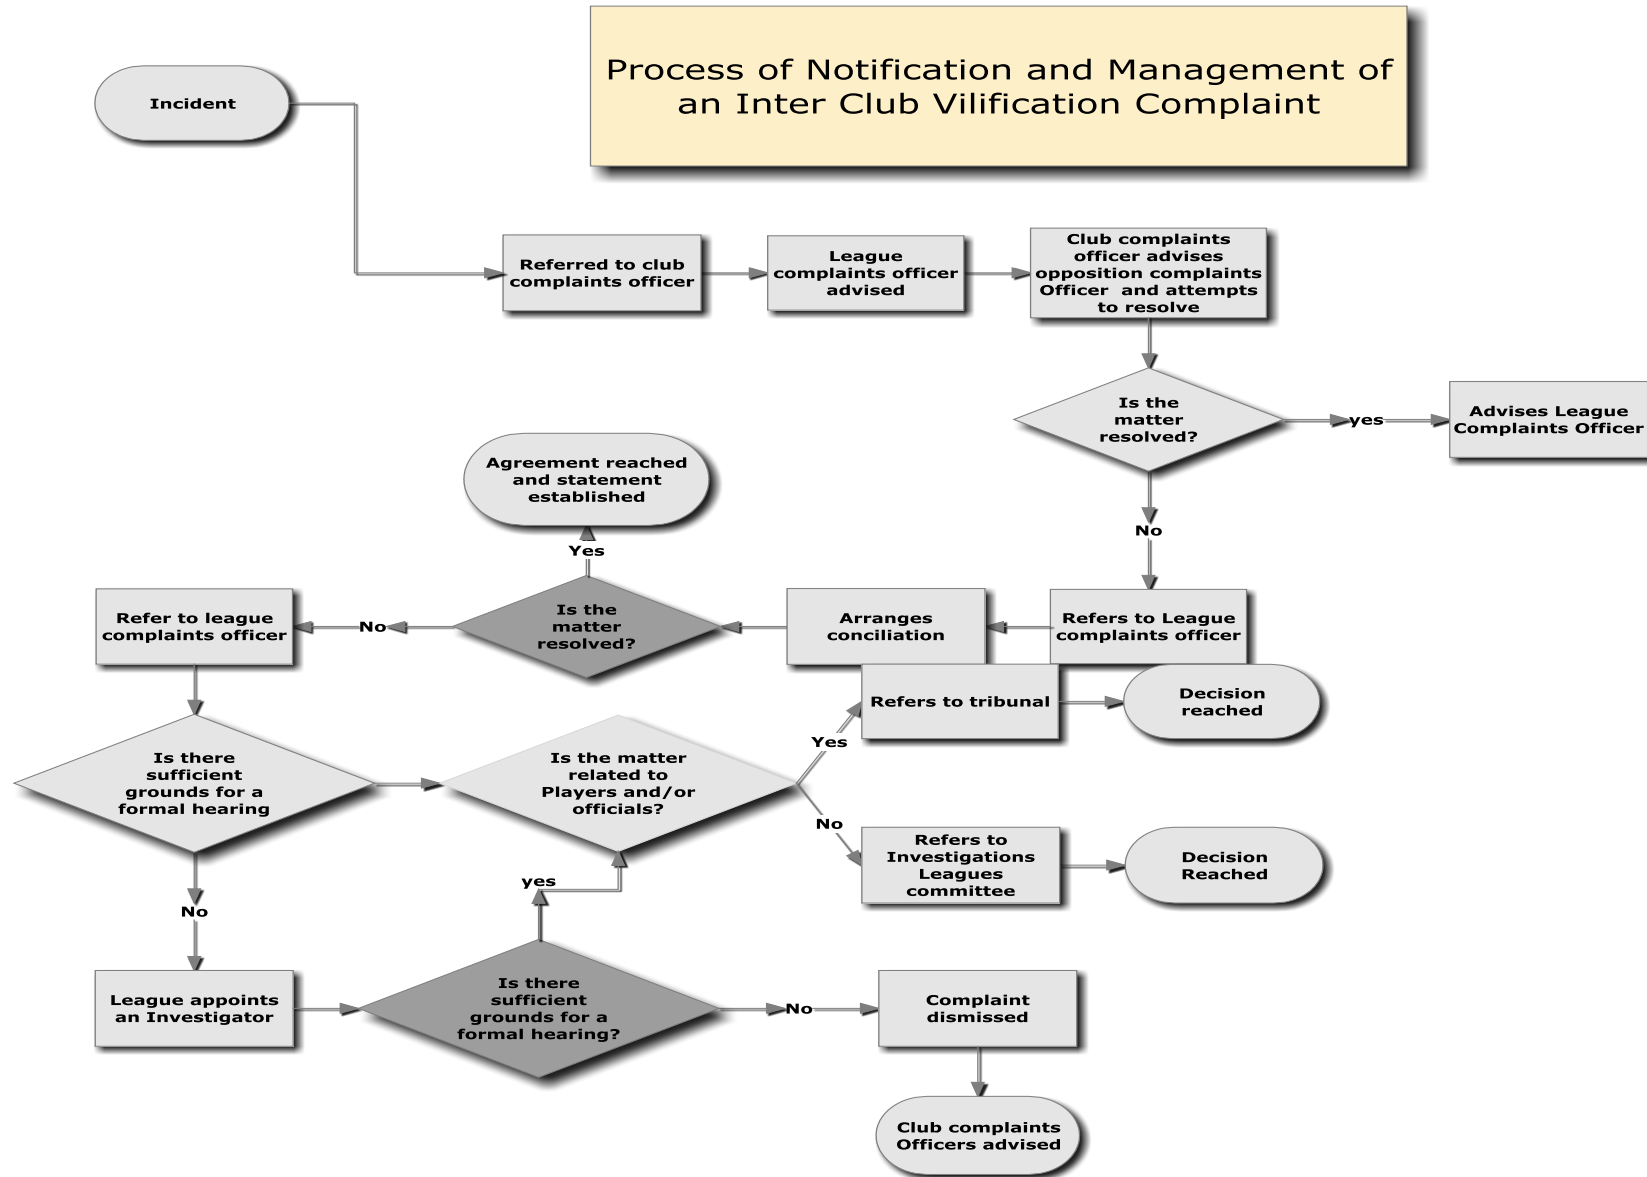 Process of Notification and Management of
an Inter Club Vilification Complaint
Incident
Referred to club
complaints officer
League
complaints officer
advised
Club complaints
officer advises
opposition complaints
Officer and attempts
to resolve
Is the
matter
resolved?
yes
Advises League
Complaints Officer
No
Refers to League
complaints officer
Arranges
conciliation
Is the
matter
resolved?
Yes
Agreement reached
and statement
established
No
Refer to league
complaints officer
Is there
sufficient
grounds for a
formal hearing
Is the matter
related to
Players and/or
officials?
Yes
Refers to tribunal
Decision
reached
No
Refers to
Investigations
Leagues
committee
Decision
Reached
No
League appoints
an Investigator
Is there
sufficient
grounds for a
formal hearing?
yes
No
Complaint
dismissed
Club complaints
Officers advised